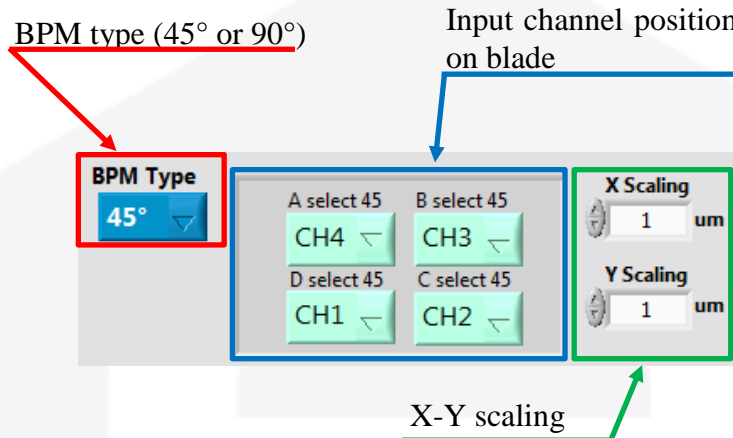 BPM type (45° or 90°)
Input channel position
on blade
BPM Type
45°
A select 45 B select 45
CH4 CH3
D select 45 C select 45
CH1 CH2
X Scaling
1 um
Y Scaling
1 um
X-Y scaling